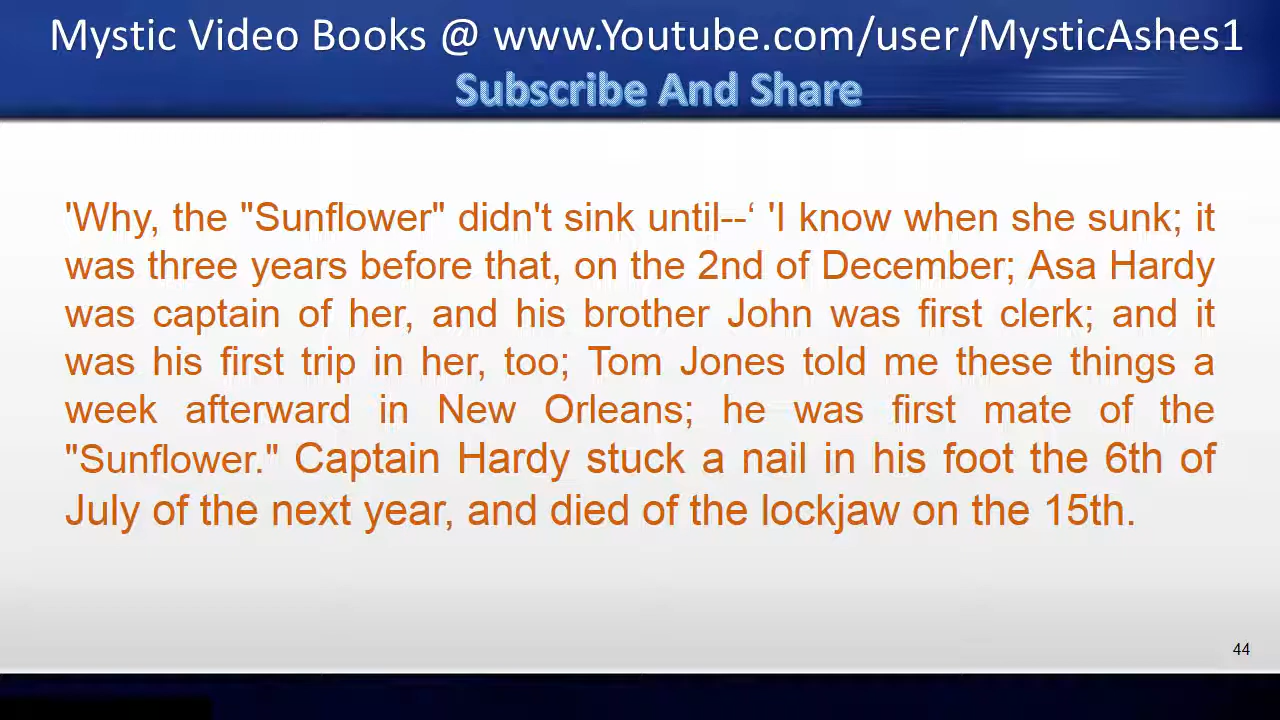 Mystic Video Books @ www.Youtube.com/user/MysticAshes1
Subscribe And Share
'Why, the "Sunflower" didn't sink until--‘ 'I know when she sunk; it
was three years before that, on the 2nd of December; Asa Hardy
was captain of her, and his brother John was first clerk; and it
was his first trip in her, too; Tom Jones told me these things a
week afterward in New Orleans; he was first mate of the
"Sunflower." Captain Hardy stuck a nail in his foot the 6th of
July of the next year, and died of the lockjaw on the 15th.
44